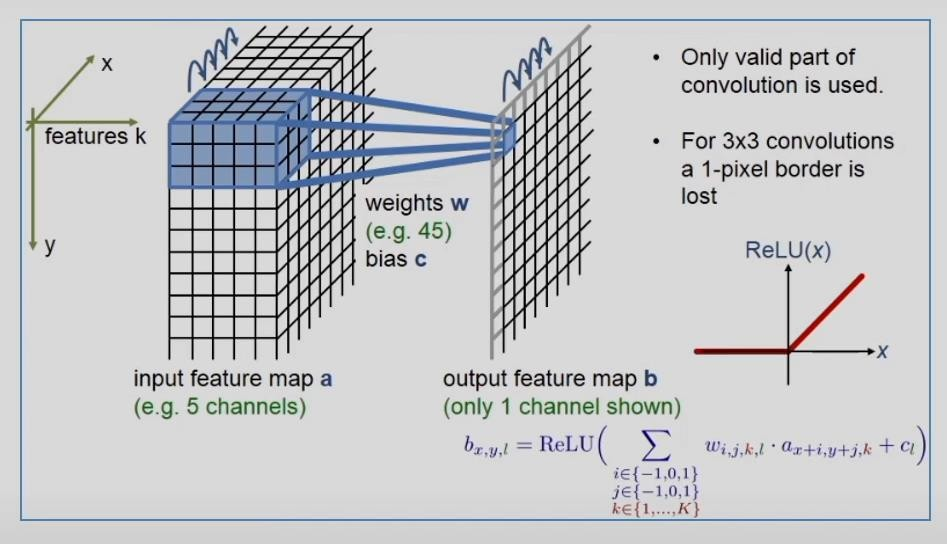 x
features k
y
input feature map a
(e.g. 5 channels)
weights w
(e.g. 45)
bias c
output feature map b
(only 1 channel shown)
• Only valid part of
convolution is used.
• For 3x3 convolutions
a 1-pixel border is
lost
ReLU(x)
x
b_{x,y,l} = ReLU( ∑ w_{i,j,k,l} · a_{x+i,y+j,k} + c_l )
i∈{−1,0,1}
j∈{−1,0,1}
k∈{1,...,K}